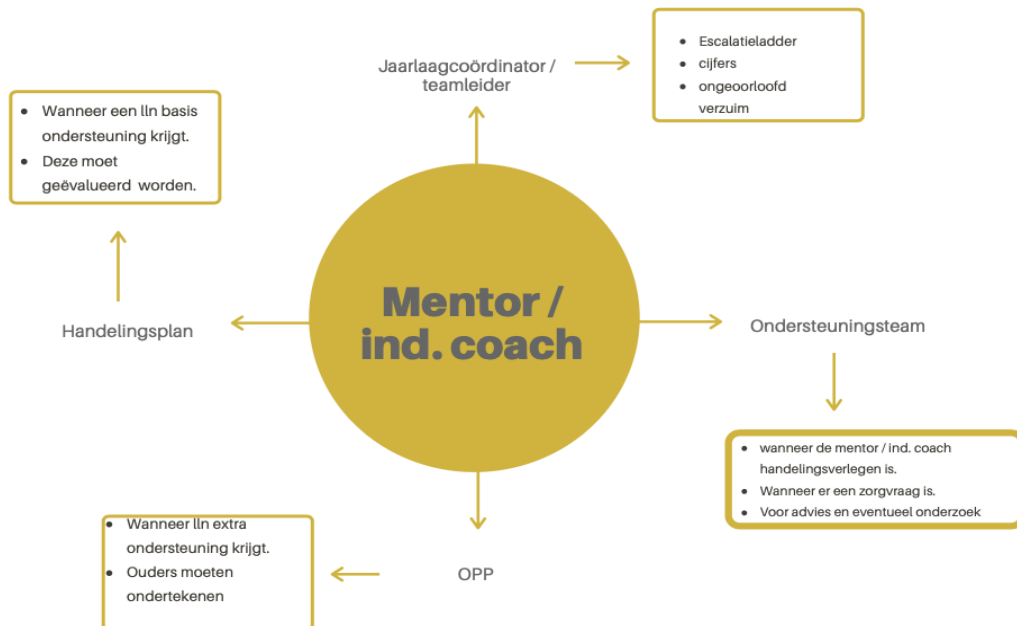 Jaarlaagcoördinator /
teamleider
Escalatieladder
cijfers
ongeoorloofd
verzuim
Wanneer een lln basis
ondersteuning krijgt.
Deze moet
geëvalueerd worden.
Handelingsplan
Mentor /
ind. coach
Ondersteuningsteam
wanneer de mentor / ind. coach
handelingsverlegen is.
Wanneer er een zorgvraag is.
Voor advies en eventueel onderzoek
Wanneer lln extra
ondersteuning krijgt.
Ouders moeten
ondertekenen
OPP